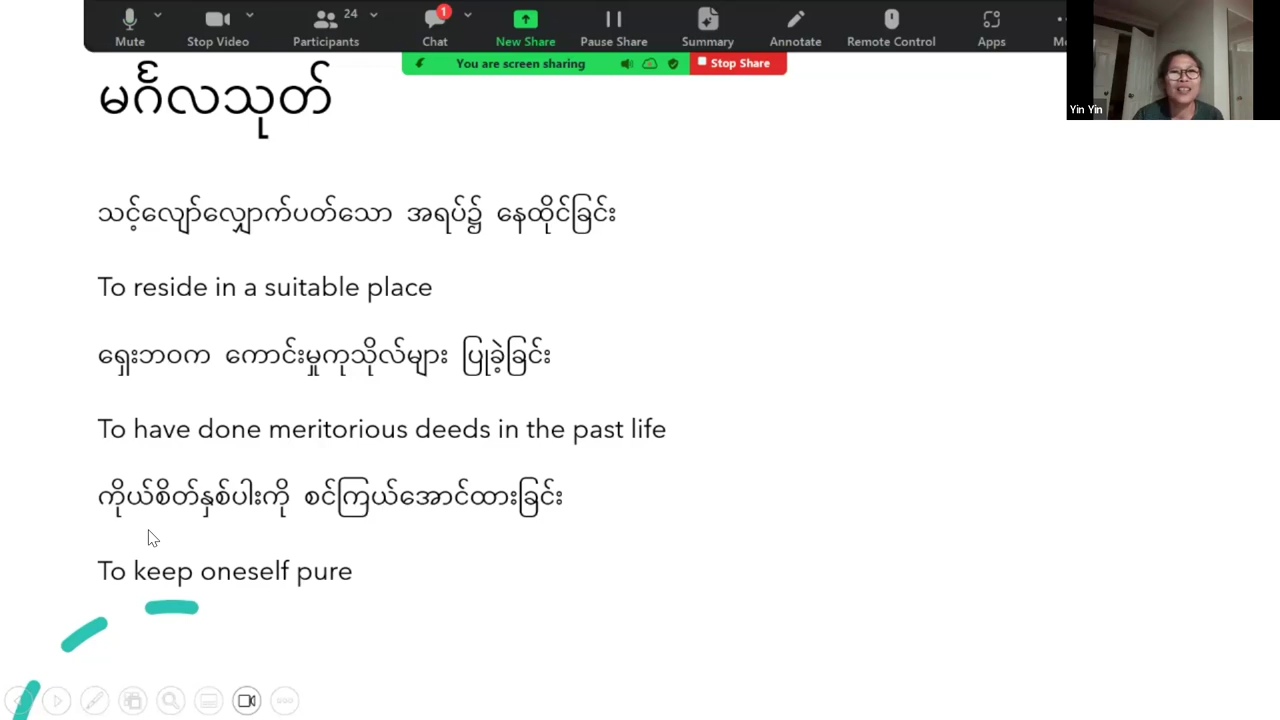 Mute
Stop Video
Participants
24
Chat
1
New Share
Pause Share
Summary
Annotate
Remote Control
Apps
You are screen sharing
Stop Share
Yin Yin
မင်္ဂလသုတ်
သင့်လျော်လျှောက်ပတ်သော အရပ်၌ နေထိုင်ခြင်း
To reside in a suitable place
ရှေးဘဝက ကောင်းမှုကုသိုလ်များ ပြုခဲ့ခြင်း
To have done meritorious deeds in the past life
ကိုယ်စိတ်နှစ်ပါးကို စင်ကြယ်အောင်ထားခြင်း
To keep oneself pure